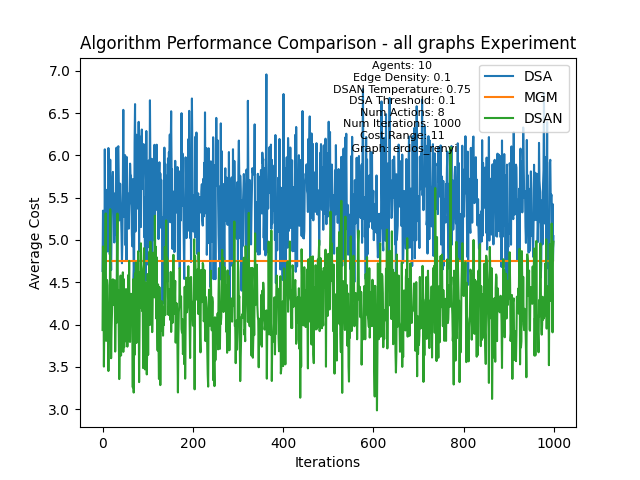 Algorithm Performance Comparison - all graphs Experiment
Agents: 10
Edge Density: 0.1
DSAN Temperature: 0.75
DSA Threshold: 0.1
Num Actions: 8
Num Iterations: 1000
Cost Range: 11
Graph: erdos_renyi
DSA
MGM
DSAN
7.0
6.5
6.0
5.5
5.0
4.5
4.0
3.5
3.0
Average Cost
0
200
400
600
800
1000
Iterations